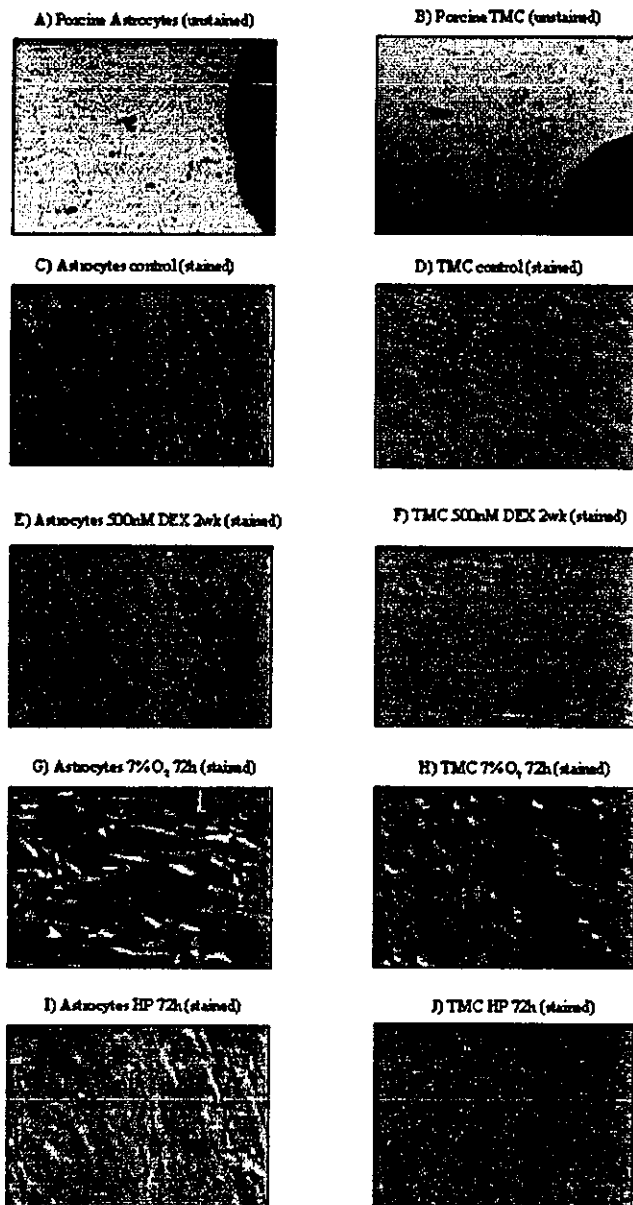 A) Porcine Astrocytes (unstained)
B) Porcine TMC (unstained)
C) Astrocytes control (stained)
D) TMC control (stained)
E) Astrocytes 500nM DEX 2wk (stained)
F) TMC 500nM DEX 2wk (stained)
G) Astrocytes 7% O₂ 72h (stained)
H) TMC 7% O₂ 72h (stained)
I) Astrocytes HP 72h (stained)
J) TMC HP 72h (stained)